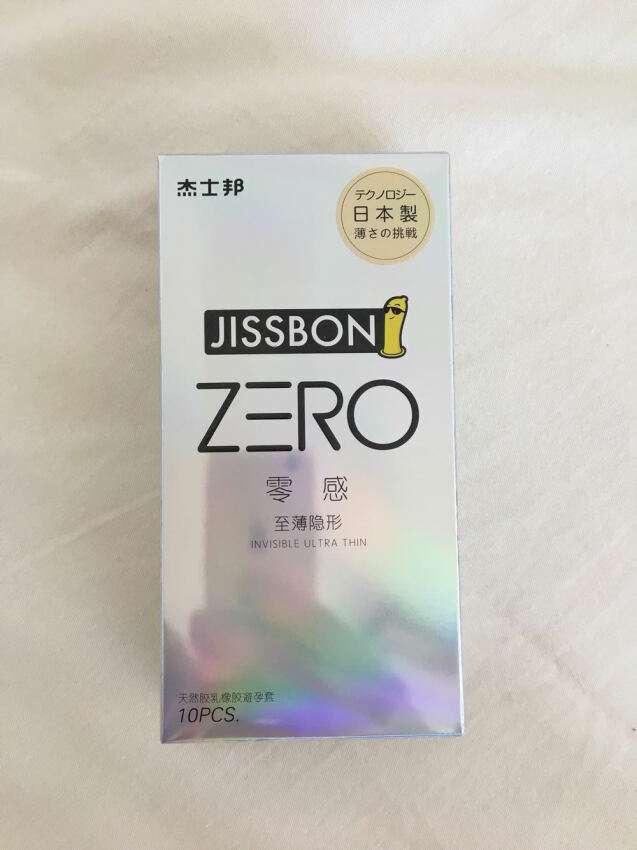 杰士邦
テクノロジー
日本製
薄さの挑戦
JISSBON
ZERO
零感
至薄隐形
INVISIBLE ULTRA THIN
天然胶乳橡胶避孕套
10PCS.